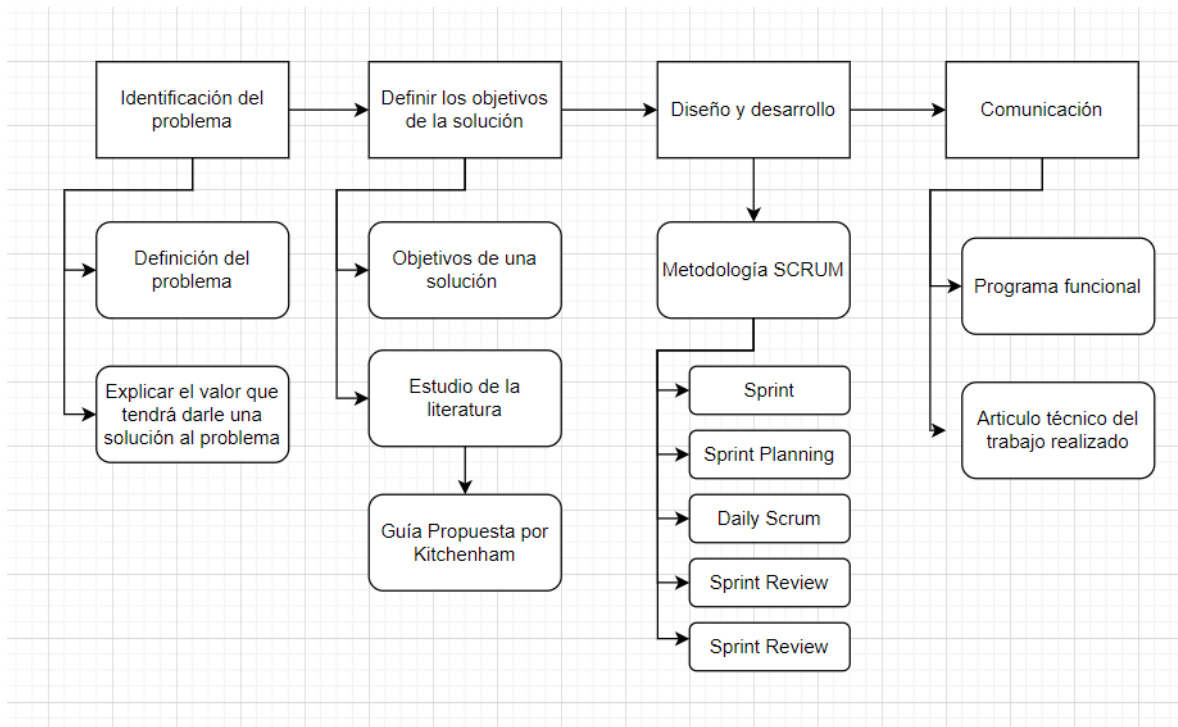 Identificación del
problema
Definir los objetivos
de la solución
Diseño y desarrollo
Comunicación
Definición del
problema
Explicar el valor que
tendrá darle una
solución al problema
Objetivos de una
solución
Estudio de la
literatura
Guía Propuesta por
Kitchenham
Metodología SCRUM
Sprint
Sprint Planning
Daily Scrum
Sprint Review
Sprint Review
Programa funcional
Articulo técnico del
trabajo realizado